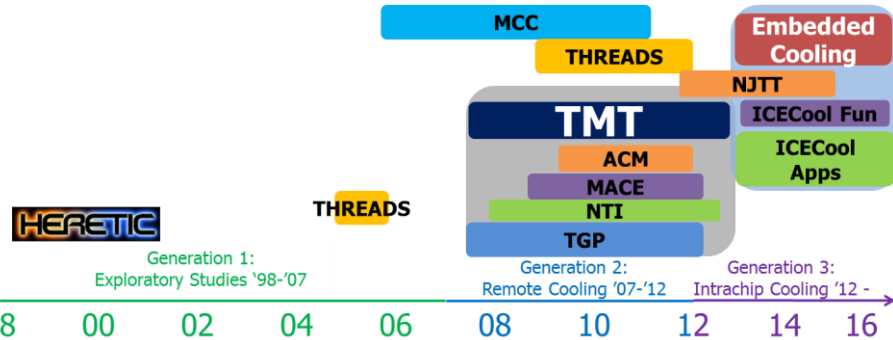 MCC
THREADS
Embedded
Cooling
NJTT
TMT
ICECool Fun
ACM
ICECool
Apps
MACE
HERETIC
THREADS
NTI
TGP
Generation 1:
Exploratory Studies ‘98-’07
Generation 2:
Remote Cooling ’07-’12
Generation 3:
Intrachip Cooling ’12 -
8 00 02 04 06 08 10 12 14 16